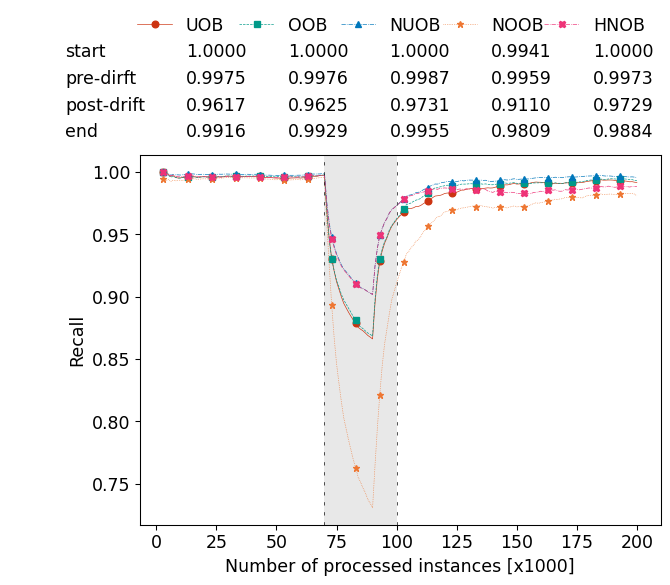 UOB OOB NUOB NOOB HNOB
start 1.0000 1.0000 1.0000 0.9941 1.0000
pre-dirft 0.9975 0.9976 0.9987 0.9959 0.9973
post-drift 0.9617 0.9625 0.9731 0.9110 0.9729
end 0.9916 0.9929 0.9955 0.9809 0.9884
1.00
0.95
0.90
0.85
0.80
0.75
Recall
0 25 50 75 100 125 150 175 200
Number of processed instances [x1000]